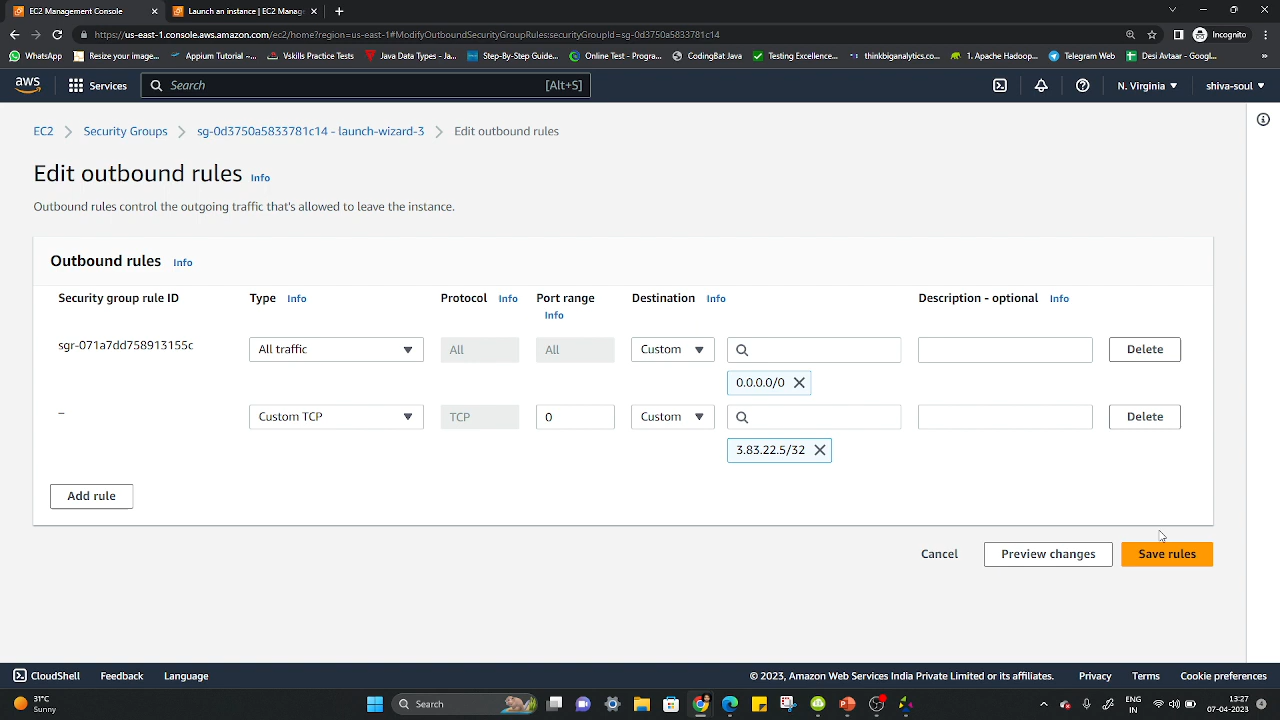 EC2 Management Console
Launch an instance | EC2 Manag
https://us-east-1.console.aws.amazon.com/ec2/home?region=us-east-1#ModifyOutboundSecurityGroupRules:securityGroupId=sg-0d3750a5833781c14
Incognito
WhatsApp
Resize your image...
Appium Tutorial -...
Vskills Practice Tests
Java Data Types - Ja...
Step-By-Step Guide...
Online Test - Progra...
CodingBat Java
Testing Excellence...
thinkbiganalytics.co...
1.Apache Hadoop...
Telegram Web
Desi Avtaar - Goog...
aws
Services
Search
[Alt+S]
N. Virginia
shiva-soul
EC2
Security Groups
sg-0d3750a5833781c14 - launch-wizard-3
Edit outbound rules
Edit outbound rules Info
Outbound rules control the outgoing traffic that's allowed to leave the instance.
Outbound rules Info
Security group rule ID
Type Info
Protocol Info
Port range
Info
Destination Info
Description - optional Info
sgr-071a7dd758913155c
All traffic
All
All
Custom
Delete
0.0.0.0/0
–
Custom TCP
TCP
0
Custom
Delete
3.83.22.5/32
Add rule
Cancel
Preview changes
Save rules
CloudShell
Feedback
Language
© 2023, Amazon Web Services India Private Limited or its affiliates.
Privacy
Terms
Cookie preferences
31°C
Sunny
Search
ENG
IN
13:27
07-04-2023